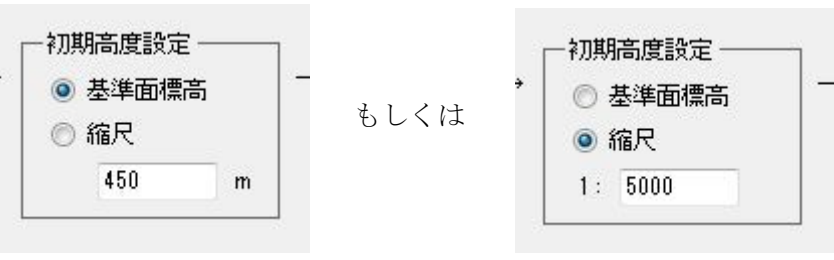 初期高度設定
基準面標高
縮尺
450 m
もしくは
初期高度設定
基準面標高
縮尺
1: 5000